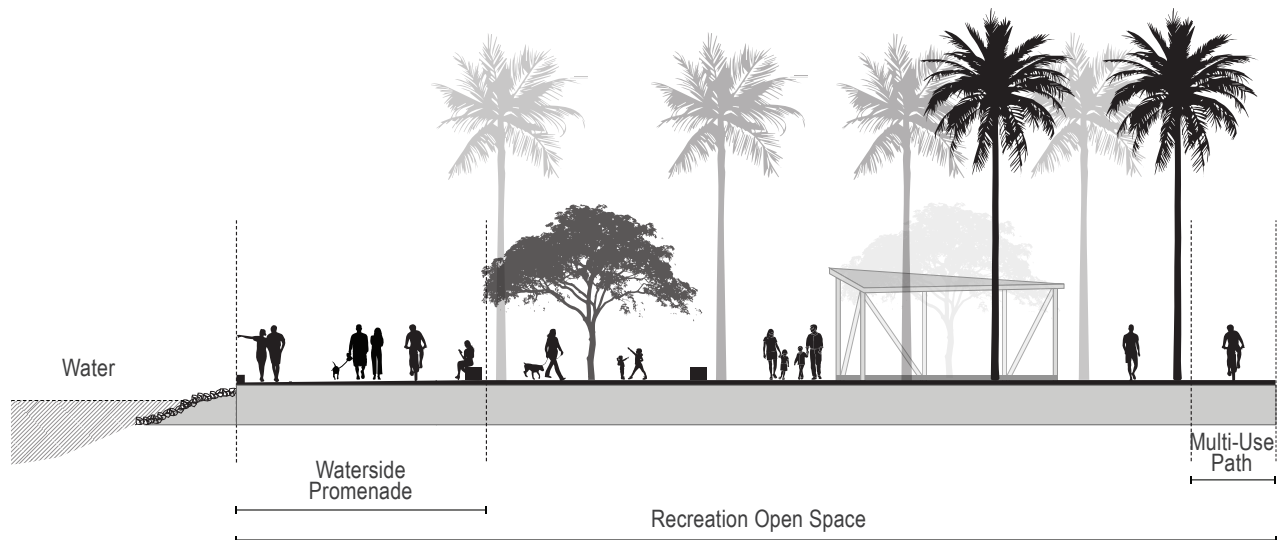 Water
Waterside
Promenade
Multi-Use
Path
Recreation Open Space